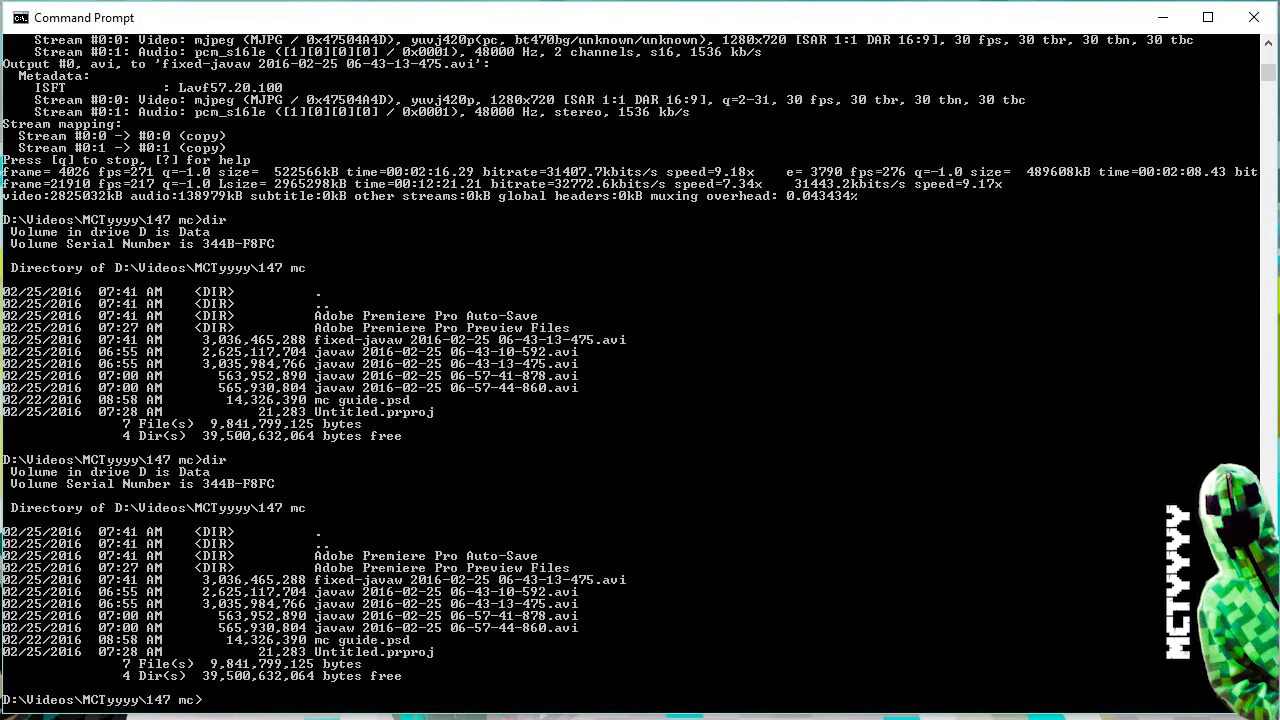 Command Prompt
Stream #0:0: Video: mjpeg (MJPG / 0x47504A4D), yuvj420p(pc, bt470bg/unknown/unknown), 1280x720 [SAR 1:1 DAR 16:9], 30 fps, 30 tbr, 30 tbn, 30 tbc
Stream #0:1: Audio: pcm_s16le ([1][0][0][0] / 0x0001), 48000 Hz, 2 channels, s16, 1536 kb/s
Output #0, avi, to 'fixed-javaw 2016-02-25 06-43-13-475.avi':
Metadata:
ISFT : Lavf57.20.100
Stream #0:0: Video: mjpeg (MJPG / 0x47504A4D), yuvj420p, 1280x720 [SAR 1:1 DAR 16:9], q=2-31, 30 fps, 30 tbr, 30 tbn, 30 tbc
Stream #0:1: Audio: pcm_s16le ([1][0][0][0] / 0x0001), 48000 Hz, stereo, 1536 kb/s
Stream mapping:
Stream #0:0 -> #0:0 (copy)
Stream #0:1 -> #0:1 (copy)
Press [q] to stop, [?] for help
frame= 4026 fps=271 q=-1.0 size= 522566kB time=00:02:16.29 bitrate=31407.7kbits/s speed=9.18x e= 3790 fps=276 q=-1.0 size= 489608kB time=00:02:08.43 bit
frame=21910 fps=217 q=-1.0 Lsize= 2965298kB time=00:12:21.21 bitrate=32772.6kbits/s speed=7.34x 31443.2kbits/s speed=9.17x
video:2825032kB audio:138979kB subtitle:0kB other streams:0kB global headers:0kB muxing overhead: 0.043434%
D:\Videos\MCTyyyy\147 mc>dir
Volume in drive D is Data
Volume Serial Number is 344B-F8FC
Directory of D:\Videos\MCTyyyy\147 mc
02/25/2016 07:41 AM <DIR> .
02/25/2016 07:41 AM <DIR> ..
02/25/2016 07:41 AM <DIR> Adobe Premiere Pro Auto-Save
02/25/2016 07:27 AM <DIR> Adobe Premiere Pro Preview Files
02/25/2016 07:41 AM 3,036,465,288 fixed-javaw 2016-02-25 06-43-13-475.avi
02/25/2016 06:55 AM 2,625,117,704 javaw 2016-02-25 06-43-10-592.avi
02/25/2016 06:55 AM 3,035,984,766 javaw 2016-02-25 06-43-13-475.avi
02/25/2016 07:00 AM 563,952,890 javaw 2016-02-25 06-57-41-878.avi
02/25/2016 07:00 AM 565,930,804 javaw 2016-02-25 06-57-44-860.avi
02/22/2016 08:58 AM 14,326,390 mc guide.psd
02/25/2016 07:28 AM 21,283 Untitled.prproj
7 File(s) 9,841,799,125 bytes
4 Dir(s) 39,500,632,064 bytes free
D:\Videos\MCTyyyy\147 mc>dir
Volume in drive D is Data
Volume Serial Number is 344B-F8FC
Directory of D:\Videos\MCTyyyy\147 mc
02/25/2016 07:41 AM <DIR> .
02/25/2016 07:41 AM <DIR> ..
02/25/2016 07:41 AM <DIR> Adobe Premiere Pro Auto-Save
02/25/2016 07:27 AM <DIR> Adobe Premiere Pro Preview Files
02/25/2016 07:41 AM 3,036,465,288 fixed-javaw 2016-02-25 06-43-13-475.avi
02/25/2016 06:55 AM 2,625,117,704 javaw 2016-02-25 06-43-10-592.avi
02/25/2016 06:55 AM 3,035,984,766 javaw 2016-02-25 06-43-13-475.avi
02/25/2016 07:00 AM 563,952,890 javaw 2016-02-25 06-57-41-878.avi
02/25/2016 07:00 AM 565,930,804 javaw 2016-02-25 06-57-44-860.avi
02/22/2016 08:58 AM 14,326,390 mc guide.psd
02/25/2016 07:28 AM 21,283 Untitled.prproj
7 File(s) 9,841,799,125 bytes
4 Dir(s) 39,500,632,064 bytes free
D:\Videos\MCTyyyy\147 mc>
MCTYYYY